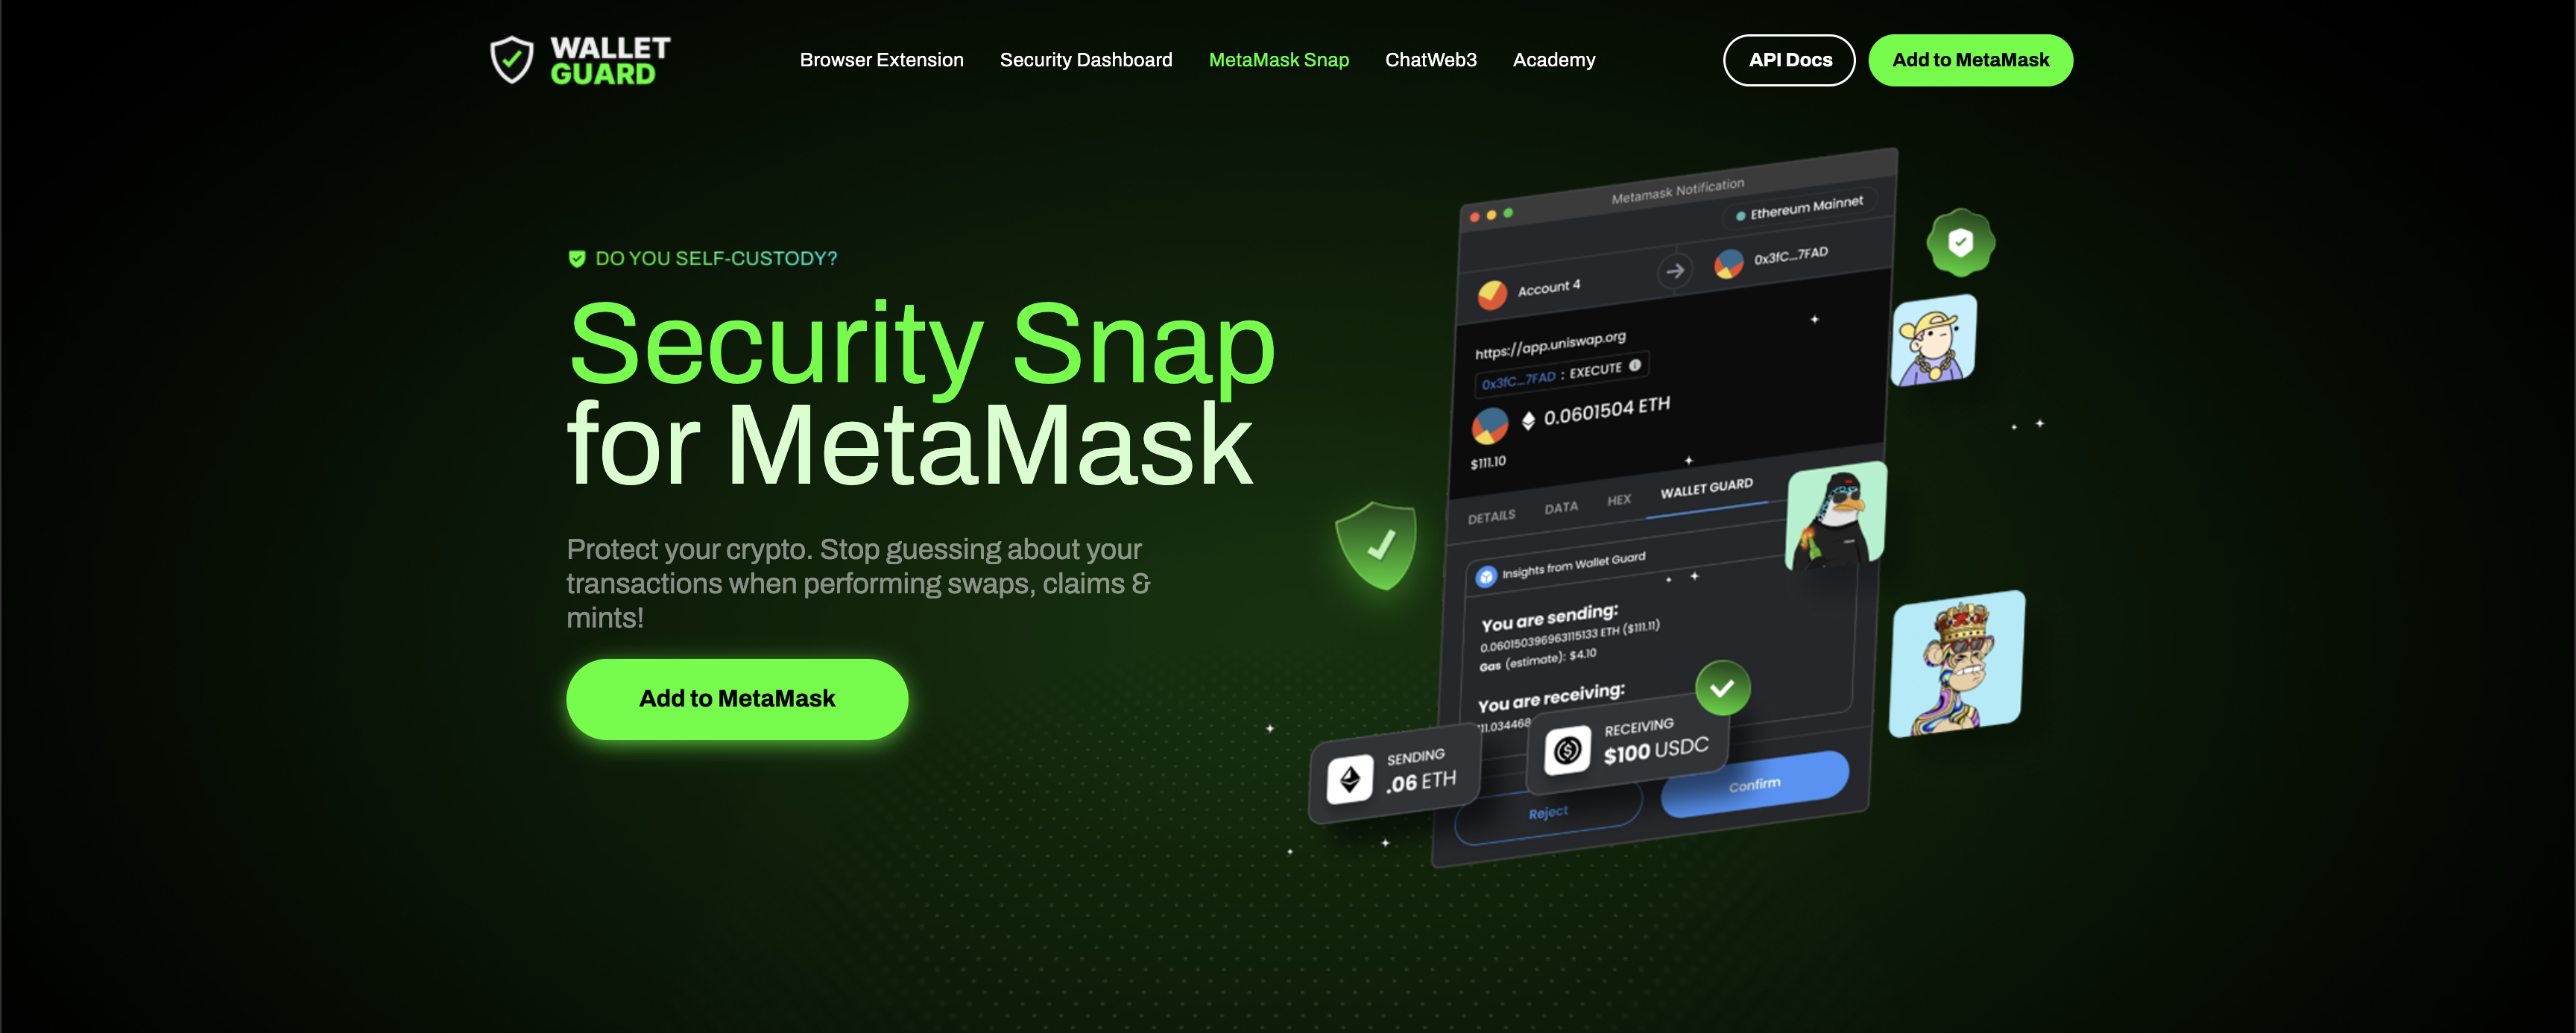 WALLET
GUARD
Browser Extension
Security Dashboard
MetaMask Snap
ChatWeb3
Academy
API Docs
Add to MetaMask
DO YOU SELF-CUSTODY?
Security Snap
for MetaMask
Protect your crypto. Stop guessing about your
transactions when performing swaps, claims &
mints!
Add to MetaMask
Metamask Notification
Ethereum Mainnet
Account 4
0x3fC...7FAD
https://app.uniswap.org
0x3fC...7FAD : EXECUTE
0.0601504 ETH
$111.10
DETAILS
DATA
HEX
WALLET GUARD
Insights from Wallet Guard
You are sending:
0.060150396963115133 ETH ($111.11)
Gas (estimate): $4.10
You are receiving:
111.034468
SENDING
.06 ETH
RECEIVING
$100 USDC
Reject
Confirm